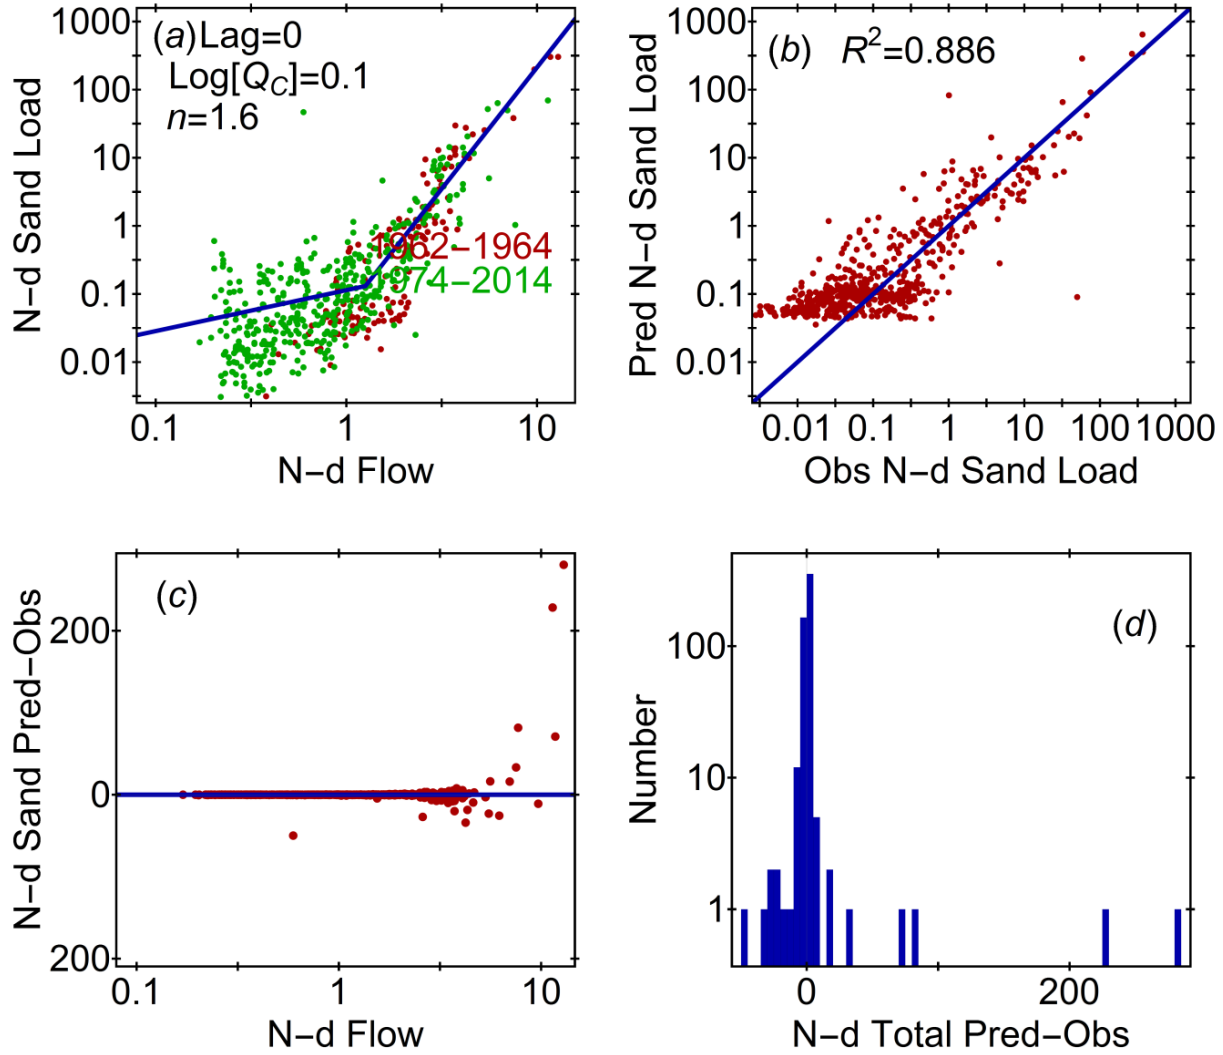 (a)Lag=0
Log[Q_C]=0.1
n=1.6
1000
100
10
1
0.1
0.01
N-d Sand Load
1962-1964
1974-2014
0.1 1 10
N-d Flow
(b) R²=0.886
1000
100
10
1
0.1
0.01
Pred N-d Sand Load
0.01 0.1 1 10 100 1000
Obs N-d Sand Load
(c)
200
0
200
N-d Sand Pred-Obs
0.1 1 10
N-d Flow
(d)
100
10
1
Number
0 200
N-d Total Pred-Obs